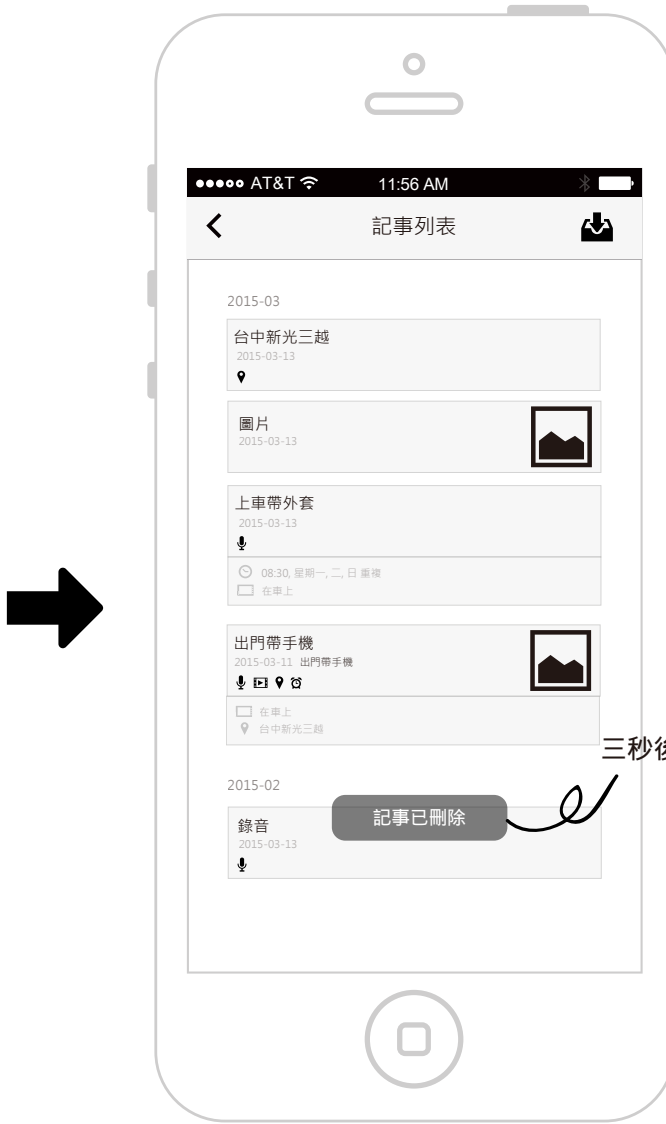 AT&T 11:56 AM
記事列表
2015-03
台中新光三越
2015-03-13
圖片
2015-03-13
上車帶外套
2015-03-13
08:30, 星期一, 二, 日 重複
在車上
出門帶手機
2015-03-11 出門帶手機
在車上
台中新光三越
三秒後
2015-02
記事已刪除
錄音
2015-03-13